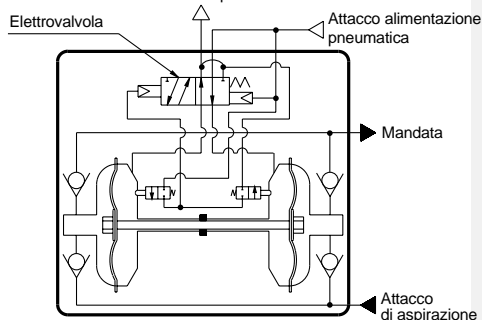 Elettrovalvola
Attacco alimentazione
pneumatica
Mandata
Attacco
di aspirazione